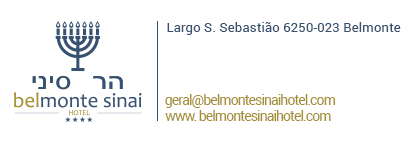 הר סיני
belmonte sinai
HOTEL
★★★★
Largo S. Sebastião 6250-023 Belmonte
geral@belmontesinaihotel.com
www. belmontesinaihotel.com